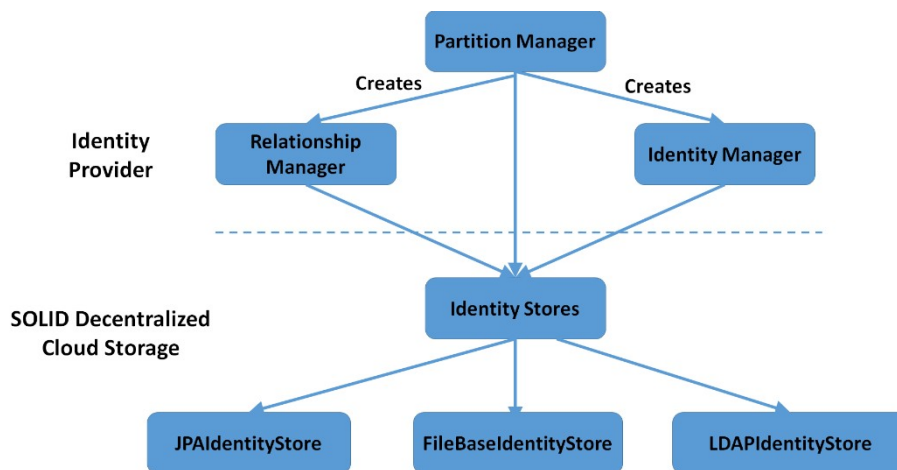 Partition Manager
Creates
Creates
Identity
Provider
Relationship
Manager
Identity Manager
Identity Stores
SOLID Decentralized
Cloud Storage
JPAIdentityStore
FileBaseIdentityStore
LDAPIdentityStore